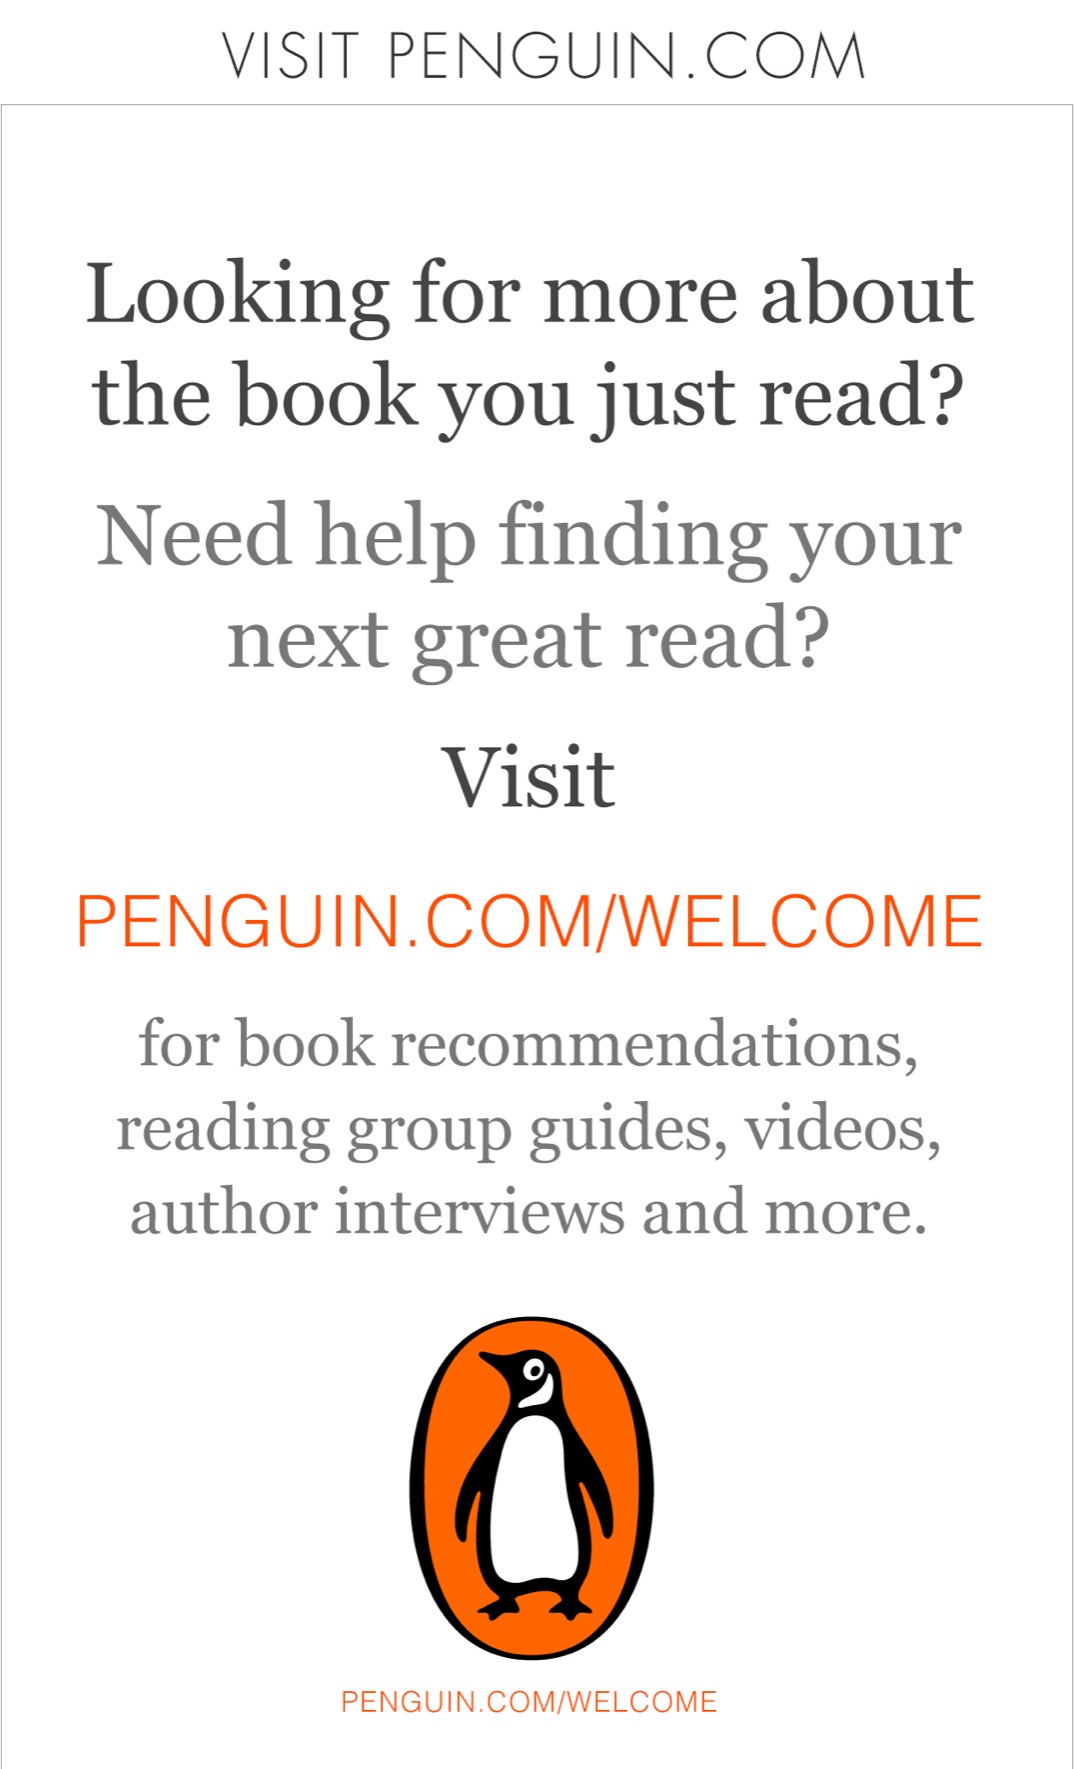 VISIT PENGUIN.COM
Looking for more about
the book you just read?
Need help finding your
next great read?
Visit
PENGUIN.COM/WELCOME
for book recommendations,
reading group guides, videos,
author interviews and more.
PENGUIN.COM/WELCOME